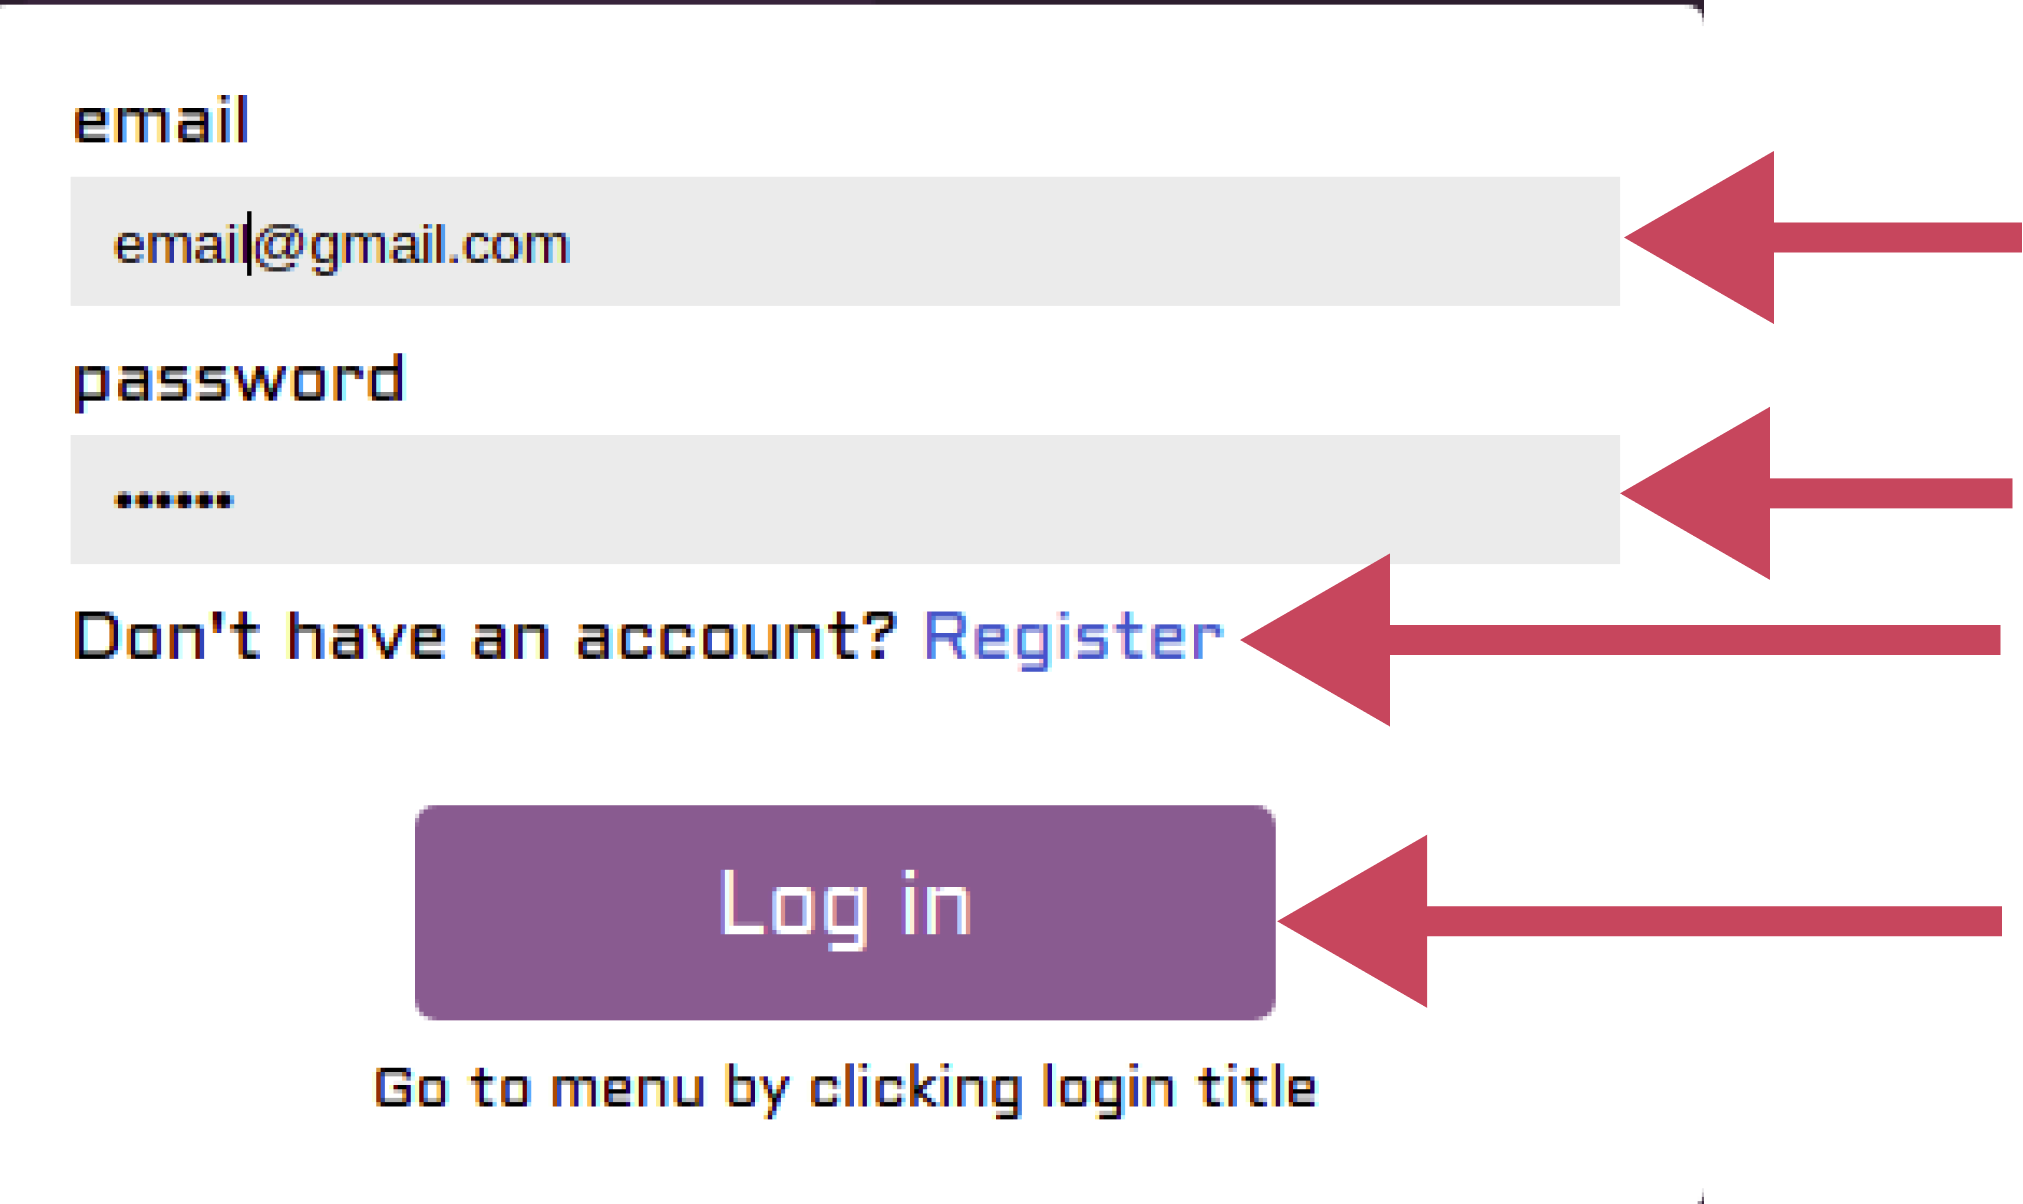 email
email@gmail.com
password
••••••
Don't have an account? Register
Log in
Go to menu by clicking login title